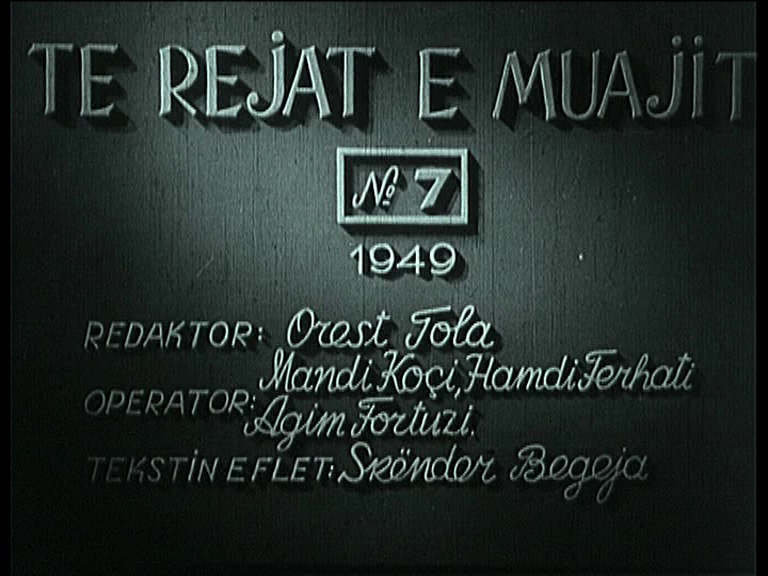 TE REJAT E MUAJIT
№ 7
1949
REDAKTOR: Orest Tola
Mandi Koçi, Hamdi Ferhati
OPERATOR:
Agim Fortuzi.
TEKSTIN E FLET: Skënder Begeja